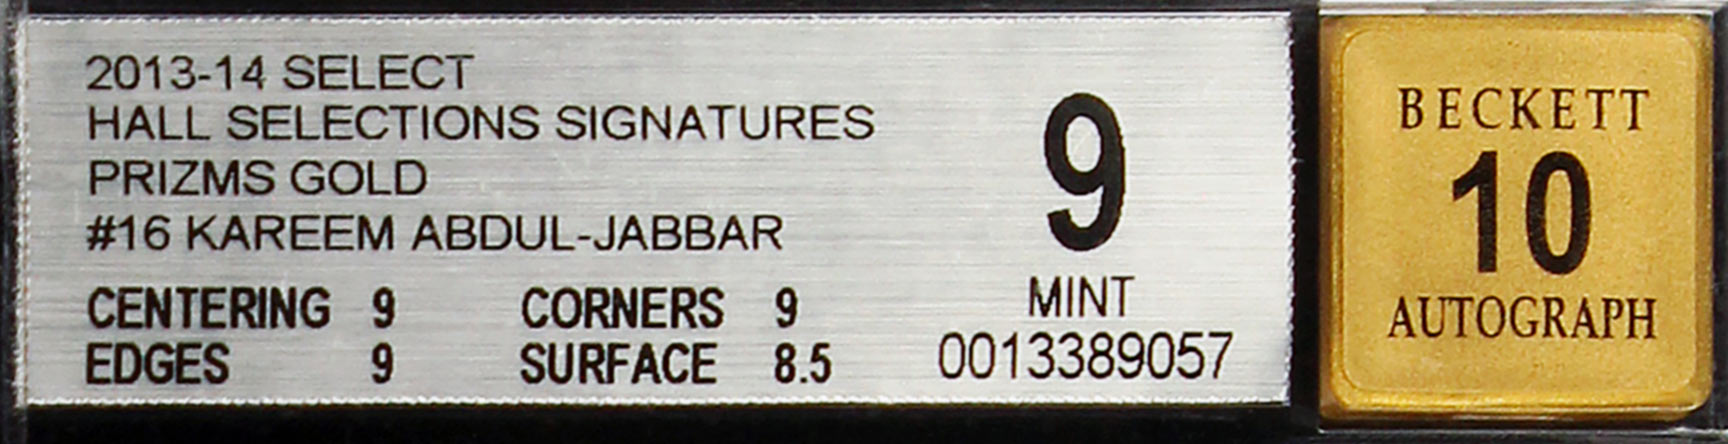 2013-14 SELECT
HALL SELECTIONS SIGNATURES
PRIZMS GOLD
#16 KAREEM ABDUL-JABBAR
CENTERING 9 CORNERS 9
EDGES 9 SURFACE 8.5
9
MINT
0013389057
BECKETT
10
AUTOGRAPH